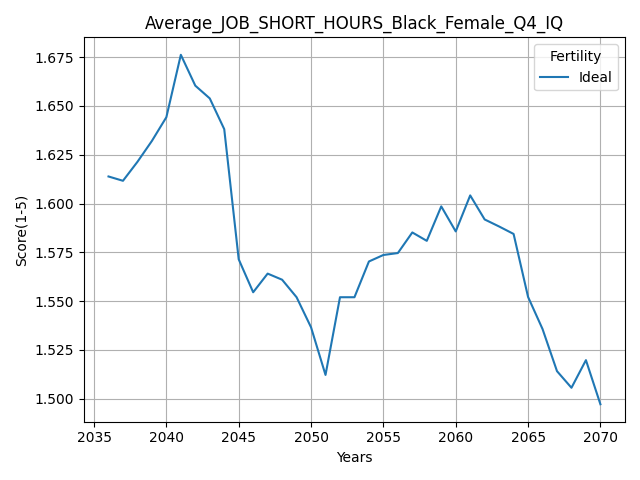 Average_JOB_SHORT_HOURS_Black_Female_Q4_IQ
Fertility
Ideal
1.675
1.650
1.625
1.600
1.575
1.550
1.525
1.500
Score(1-5)
2035 2040 2045 2050 2055 2060 2065 2070
Years